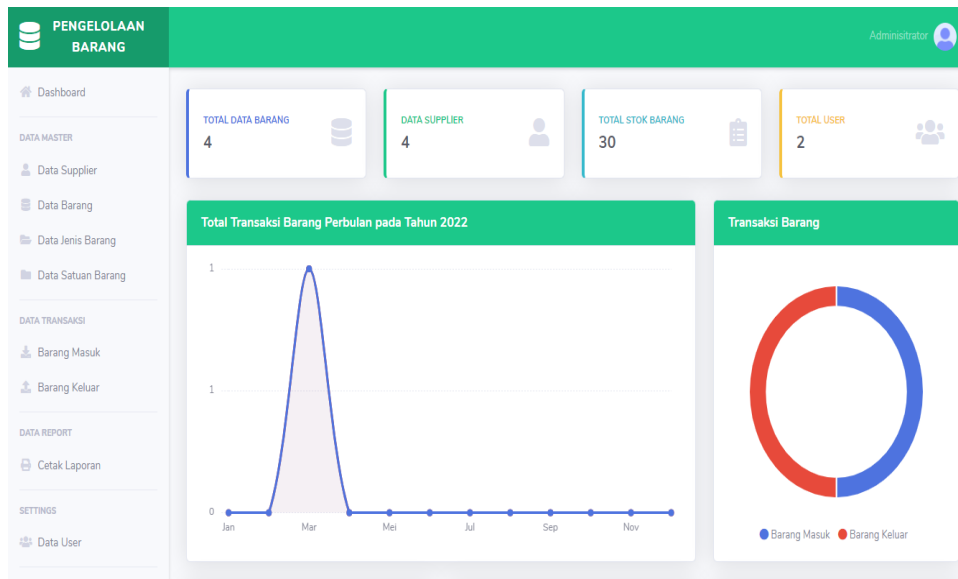 PENGELOLAAN
BARANG
Adminisitrator
Dashboard
DATA MASTER
Data Supplier
Data Barang
Data Jenis Barang
Data Satuan Barang
DATA TRANSAKSI
Barang Masuk
Barang Keluar
DATA REPORT
Cetak Laporan
SETTINGS
Data User
TOTAL DATA BARANG
4
DATA SUPPLIER
4
TOTAL STOK BARANG
30
TOTAL USER
2
Total Transaksi Barang Perbulan pada Tahun 2022
1
1
0
Jan Mar Mei Jul Sep Nov
Transaksi Barang
Barang Masuk Barang Keluar